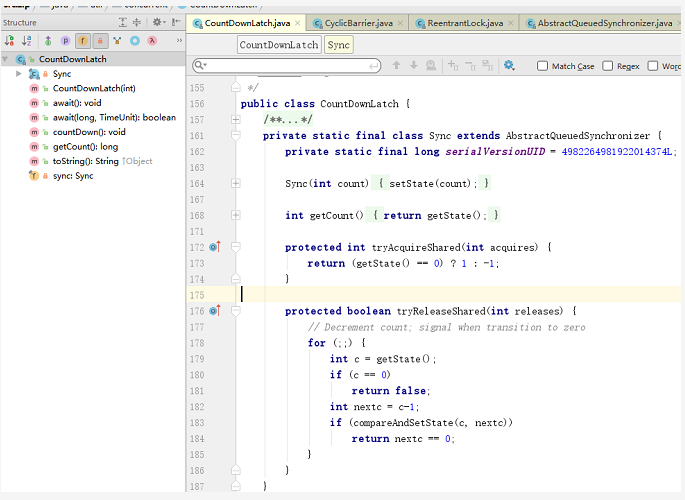 java
concurrent
CountDownLatch
Structure
CountDownLatch.java
CyclicBarrier.java
ReentrantLock.java
AbstractQueuedSynchronizer.java
CountDownLatch
Sync
Match Case
Regex
CountDownLatch
Sync
CountDownLatch(int)
await(): void
await(long, TimeUnit): boolean
countDown(): void
getCount(): long
toString(): String ↑Object
sync: Sync
155 */
156 public class CountDownLatch {
157 /**...*/
161 private static final class Sync extends AbstractQueuedSynchronizer {
162 private static final long serialVersionUID = 4982264981922014374L;
163
164 Sync(int count) { setState(count); }
167
168 int getCount() { return getState(); }
171
172 protected int tryAcquireShared(int acquires) {
173 return (getState() == 0) ? 1 : -1;
174 }
175
176 protected boolean tryReleaseShared(int releases) {
177 // Decrement count; signal when transition to zero
178 for (;;) {
179 int c = getState();
180 if (c == 0)
181 return false;
182 int nextc = c-1;
183 if (compareAndSetState(c, nextc))
184 return nextc == 0;
185 }
186 }
187 }